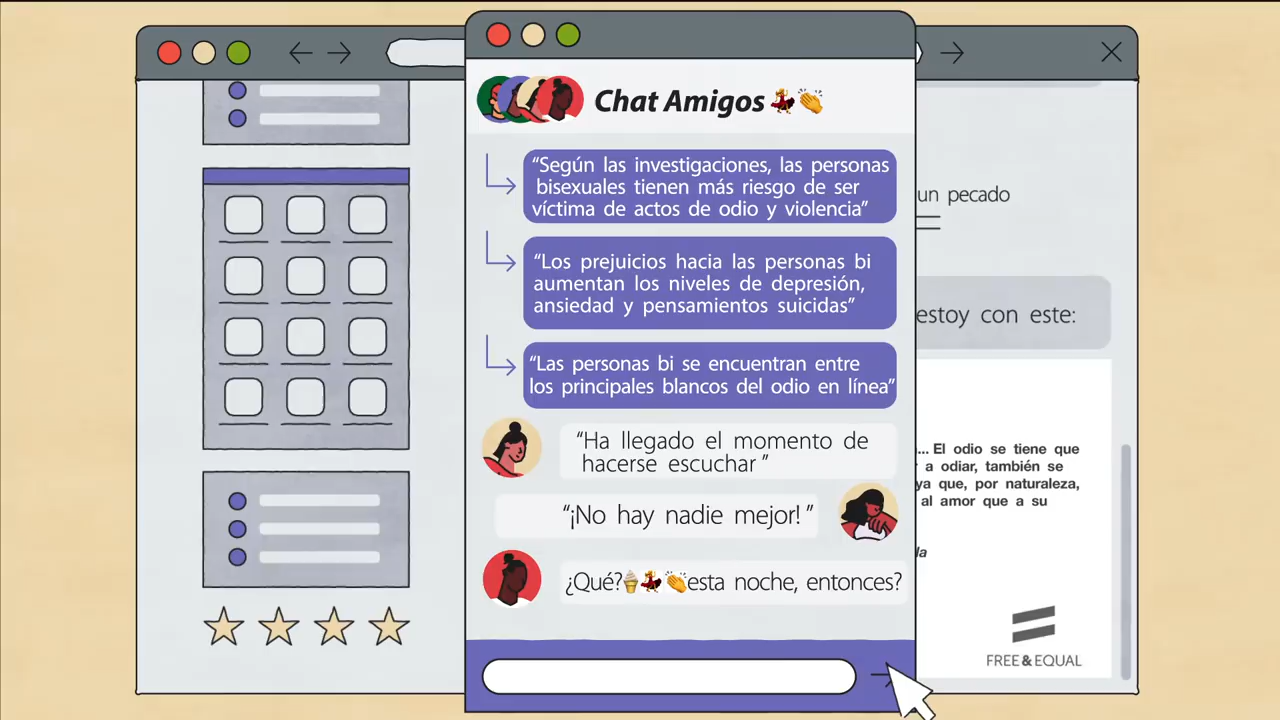 Chat Amigos 💃👏
“Según las investigaciones, las personas
bisexuales tienen más riesgo de ser
víctima de actos de odio y violencia”
“Los prejuicios hacia las personas bi
aumentan los niveles de depresión,
ansiedad y pensamientos suicidas”
“Las personas bi se encuentran entre
los principales blancos del odio en línea”
“Ha llegado el momento de
hacerse escuchar ”
“¡No hay nadie mejor! ”
¿Qué?🍦💃👏esta noche, entonces?
un pecado
estoy con este:
... El odio se tiene que
a odiar, también se
ya que, por naturaleza,
al amor que a su
FREE&EQUAL